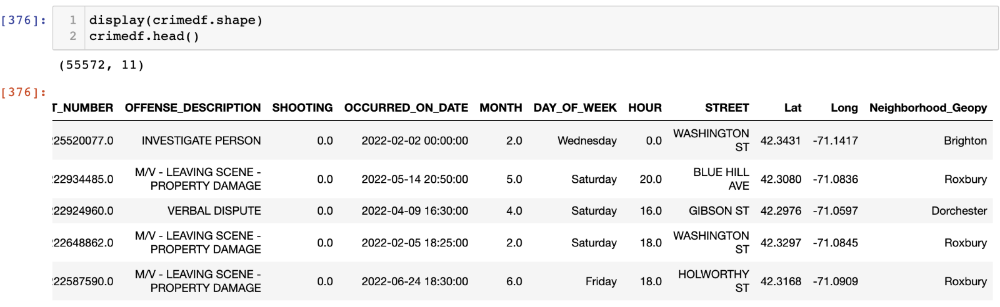 [376]:
1 display(crimedf.shape)
2 crimedf.head()
(55572, 11)
[376]:
T_NUMBER OFFENSE_DESCRIPTION SHOOTING OCCURRED_ON_DATE MONTH DAY_OF_WEEK HOUR STREET Lat Long Neighborhood_Geopy
225520077.0 INVESTIGATE PERSON 0.0 2022-02-02 00:00:00 2.0 Wednesday 0.0 WASHINGTON ST 42.3431 -71.1417 Brighton
222934485.0 M/V - LEAVING SCENE - PROPERTY DAMAGE 0.0 2022-05-14 20:50:00 5.0 Saturday 20.0 BLUE HILL AVE 42.3080 -71.0836 Roxbury
222924960.0 VERBAL DISPUTE 0.0 2022-04-09 16:30:00 4.0 Saturday 16.0 GIBSON ST 42.2976 -71.0597 Dorchester
222648862.0 M/V - LEAVING SCENE - PROPERTY DAMAGE 0.0 2022-02-05 18:25:00 2.0 Saturday 18.0 WASHINGTON ST 42.3297 -71.0845 Roxbury
222587590.0 M/V - LEAVING SCENE - PROPERTY DAMAGE 0.0 2022-06-24 18:30:00 6.0 Friday 18.0 HOLWORTHY ST 42.3168 -71.0909 Roxbury